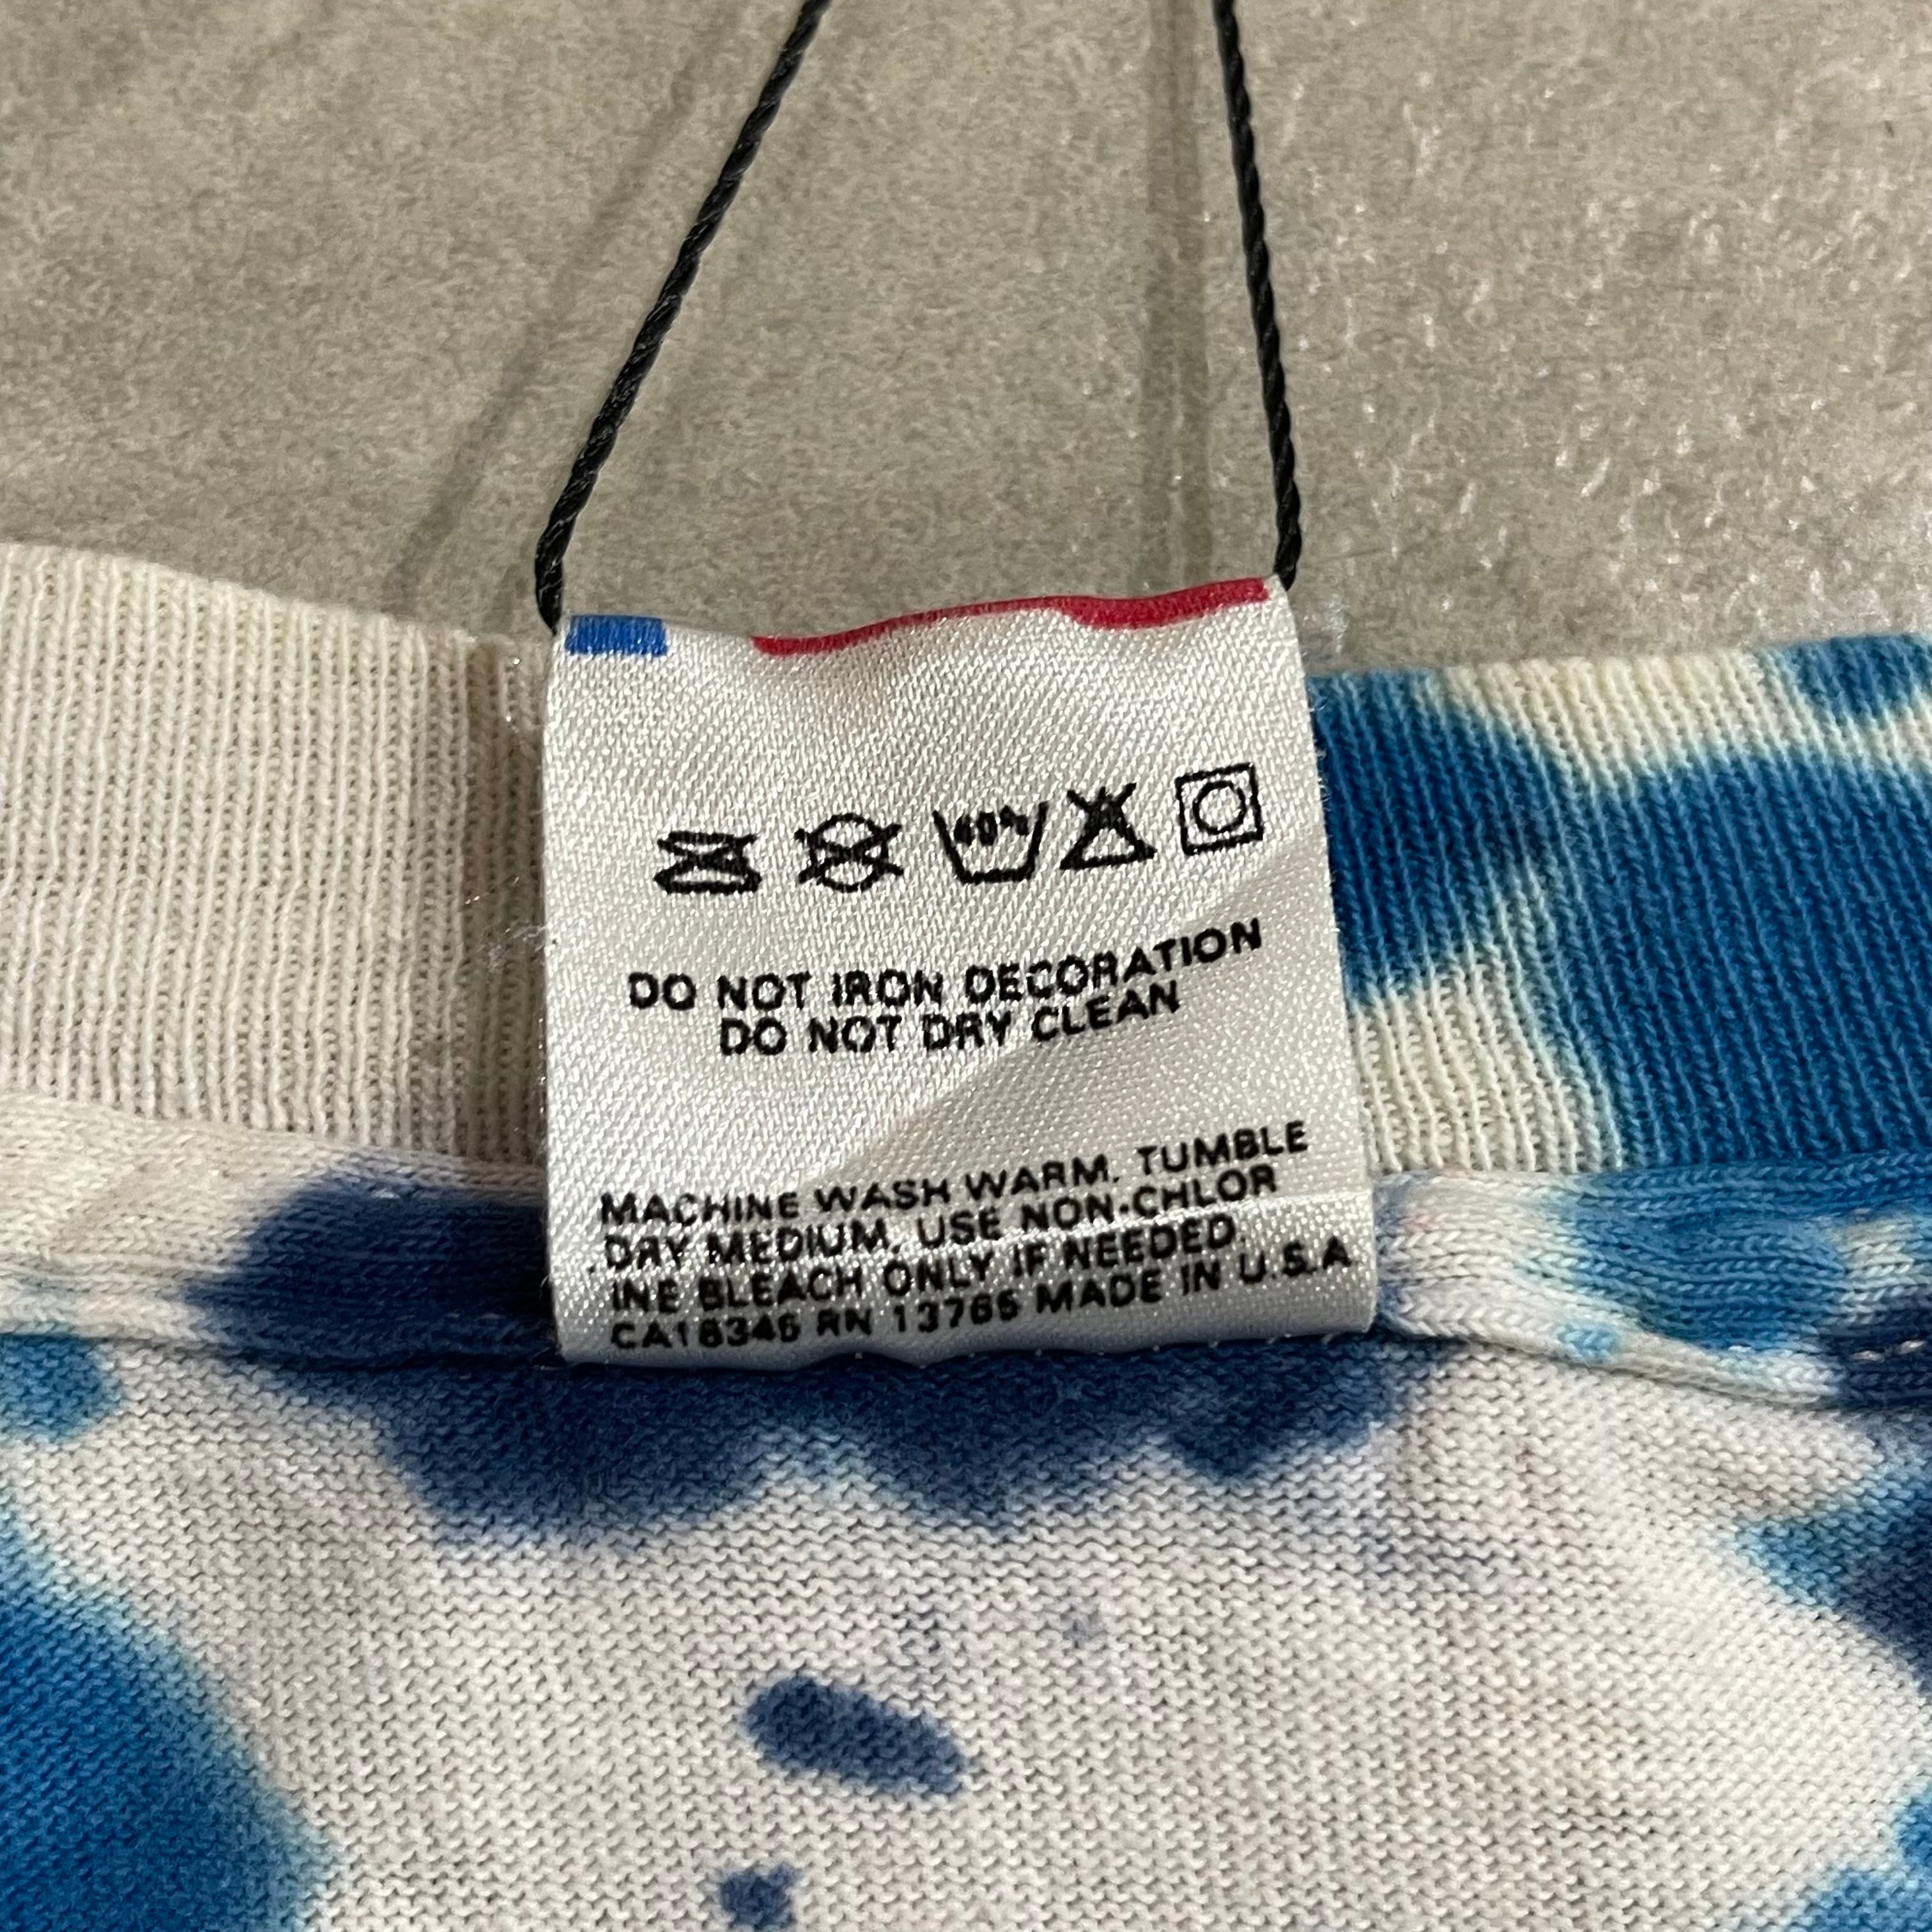 40°
DO NOT IRON DECORATION
DO NOT DRY CLEAN
MACHINE WASH WARM. TUMBLE
DRY MEDIUM. USE NON-CHLOR
INE BLEACH ONLY IF NEEDED
CA18346 RN 13765 MADE IN U.S.A